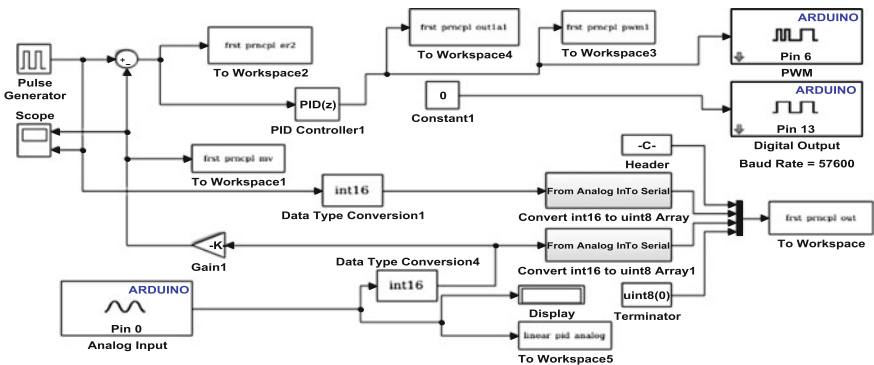 Pulse
Generator
Scope
+
-
frst prncpl er2
To Workspace2
PID(z)
PID Controller1
frst prncpl out1a1
To Workspace4
frst prncpl pwm1
To Workspace3
0
Constant1
ARDUINO
Pin 6
PWM
ARDUINO
Pin 13
Digital Output
Baud Rate = 57600
frst prncpl mv
To Workspace1
int16
Data Type Conversion1
-C-
Header
From Analog InTo Serial
Convert int16 to uint8 Array
frst prncpl out
To Workspace
-K
Gain1
From Analog InTo Serial
Convert int16 to uint8 Array1
Data Type Conversion4
int16
uint8(0)
Terminator
ARDUINO
Pin 0
Analog Input
Display
linear pid analog
To Workspace5